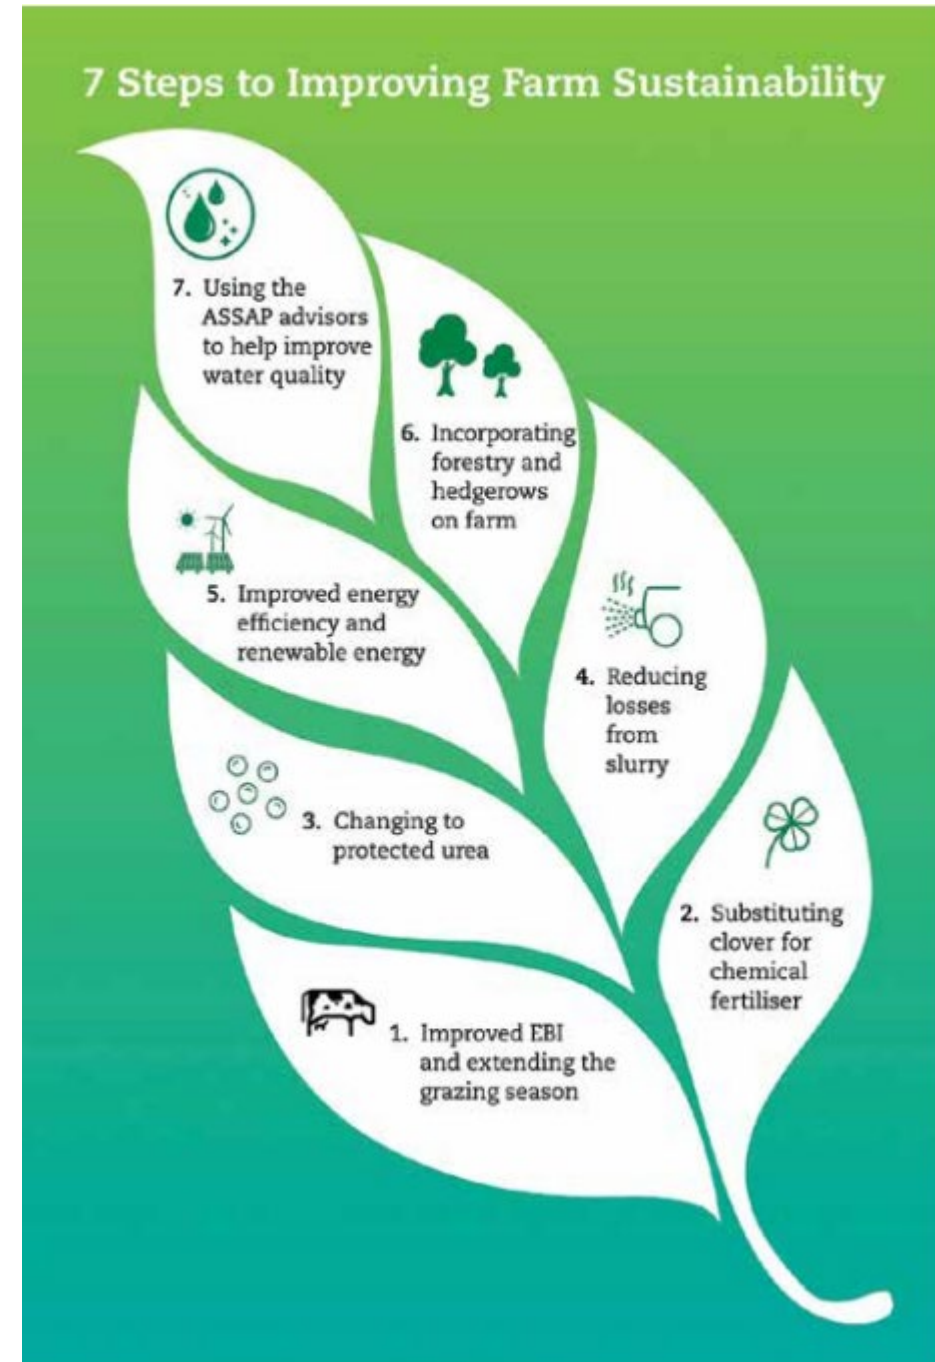 7 Steps to Improving Farm Sustainability
7. Using the
ASSAP advisors
to help improve
water quality
6. Incorporating
forestry and
hedgerows
on farm
5. Improved energy
efficiency and
renewable energy
4. Reducing
losses
from
slurry
3. Changing to
protected urea
2. Substituting
clover for
chemical
fertiliser
1. Improved EBI
and extending the
grazing season